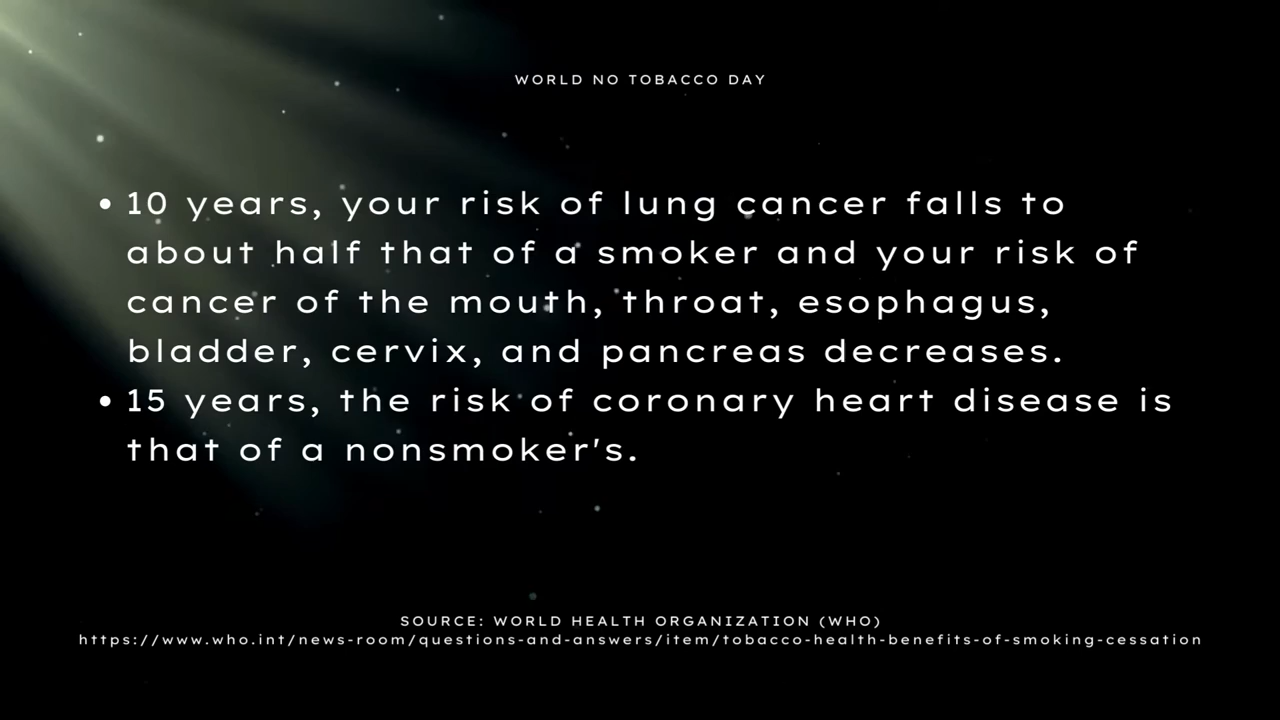 WORLD NO TOBACCO DAY
• 10 years, your risk of lung cancer falls to
about half that of a smoker and your risk of
cancer of the mouth, throat, esophagus,
bladder, cervix, and pancreas decreases.
• 15 years, the risk of coronary heart disease is
that of a nonsmoker's.
SOURCE: WORLD HEALTH ORGANIZATION (WHO)
https://www.who.int/news-room/questions-and-answers/item/tobacco-health-benefits-of-smoking-cessation